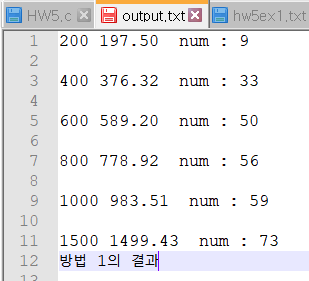 HW5.c output.txt hw5ex1.txt
1 200 197.50 num : 9
2
3 400 376.32 num : 33
4
5 600 589.20 num : 50
6
7 800 778.92 num : 56
8
9 1000 983.51 num : 59
10
11 1500 1499.43 num : 73
12 방법 1의 결과
13